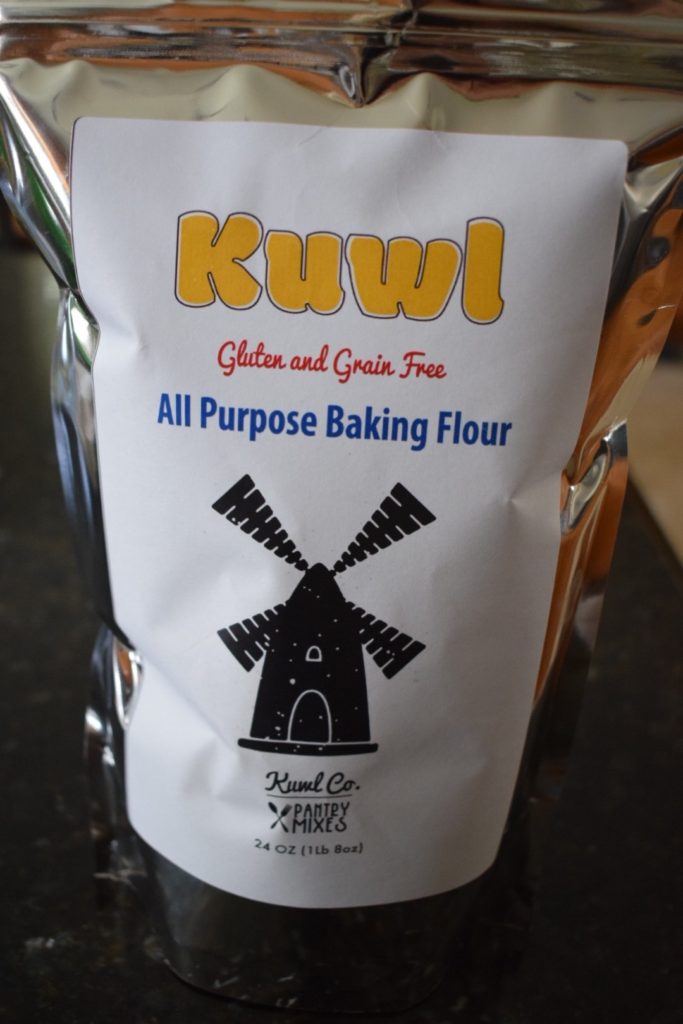 Kuwl
Gluten and Grain Free
All Purpose Baking Flour
Kuwl Co.
PANTRY
MIXES
24 OZ (1Lb 8oz)